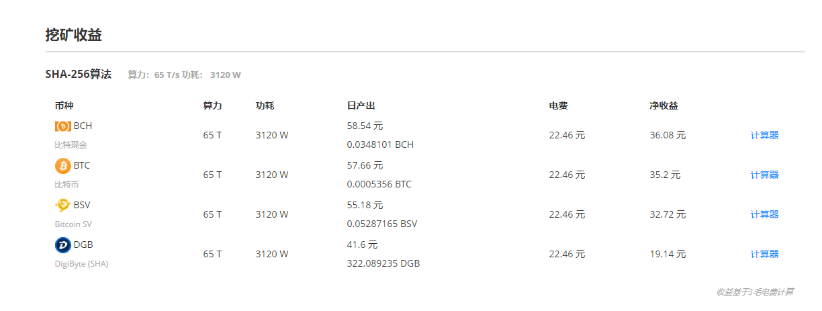 挖矿收益
SHA-256算法 算力：65 T/s 功耗： 3120 W
币种 算力 功耗 日产出 电费 净收益
BCH 比特现金 65 T 3120 W 58.54 元 0.0348101 BCH 22.46 元 36.08 元 计算器
BTC 比特币 65 T 3120 W 57.66 元 0.0005356 BTC 22.46 元 35.2 元 计算器
BSV Bitcoin SV 65 T 3120 W 55.18 元 0.05287165 BSV 22.46 元 32.72 元 计算器
DGB DigiByte (SHA) 65 T 3120 W 41.6 元 322.089235 DGB 22.46 元 19.14 元 计算器
收益基于3毛电费计算